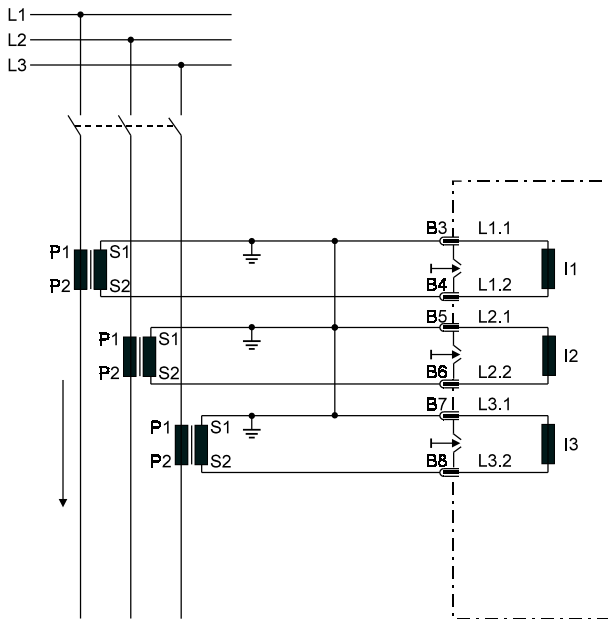 L1
L2
L3
B3 L1.1
P1 S1
I1
P2 S2
B4 L1.2
B5 L2.1
P1 S1
I2
P2 S2
B6 L2.2
B7 L3.1
P1 S1
I3
P2 S2
B8 L3.2